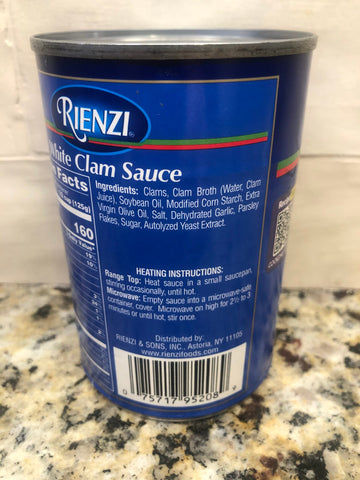 RIENZI
White Clam Sauce
Facts
(125g)
160
Ingredients: Clams, Clam Broth (Water, Clam
Juice), Soybean Oil, Modified Corn Starch, Extra
Virgin Olive Oil, Salt, Dehydrated Garlic, Parsley
Flakes, Sugar, Autolyzed Yeast Extract.
HEATING INSTRUCTIONS:
Range Top: Heat sauce in a small saucepan,
stirring occasionally, until hot.
Microwave: Empty sauce into a microwave-safe
container, cover. Microwave on high for 2½ to 3
minutes or until hot, stir once.
Distributed by:
RIENZI & SONS, INC., Astoria, NY 11105
www.rienzifoods.com
0 75717 95208 9